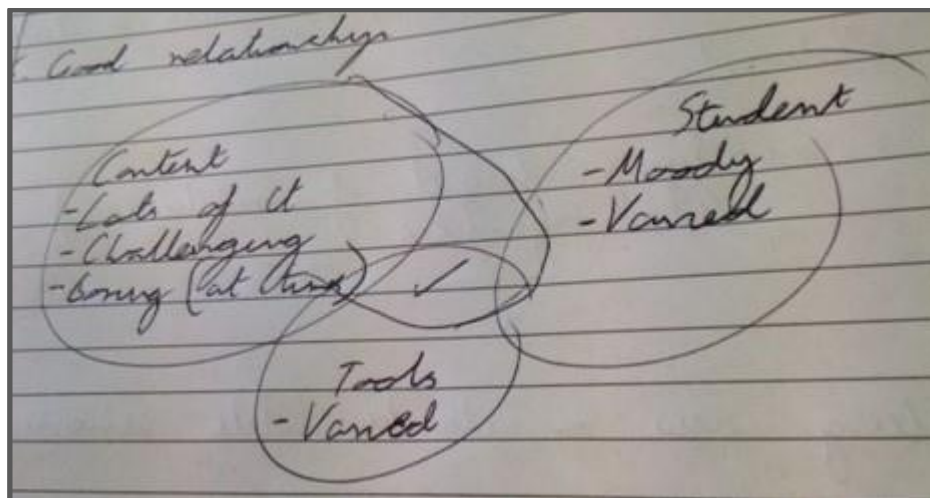 Good relationships
Content
- Lots of it
- Challenging
- Boring (at times)
Student
- Moody
- Varied
Tools
- Varied